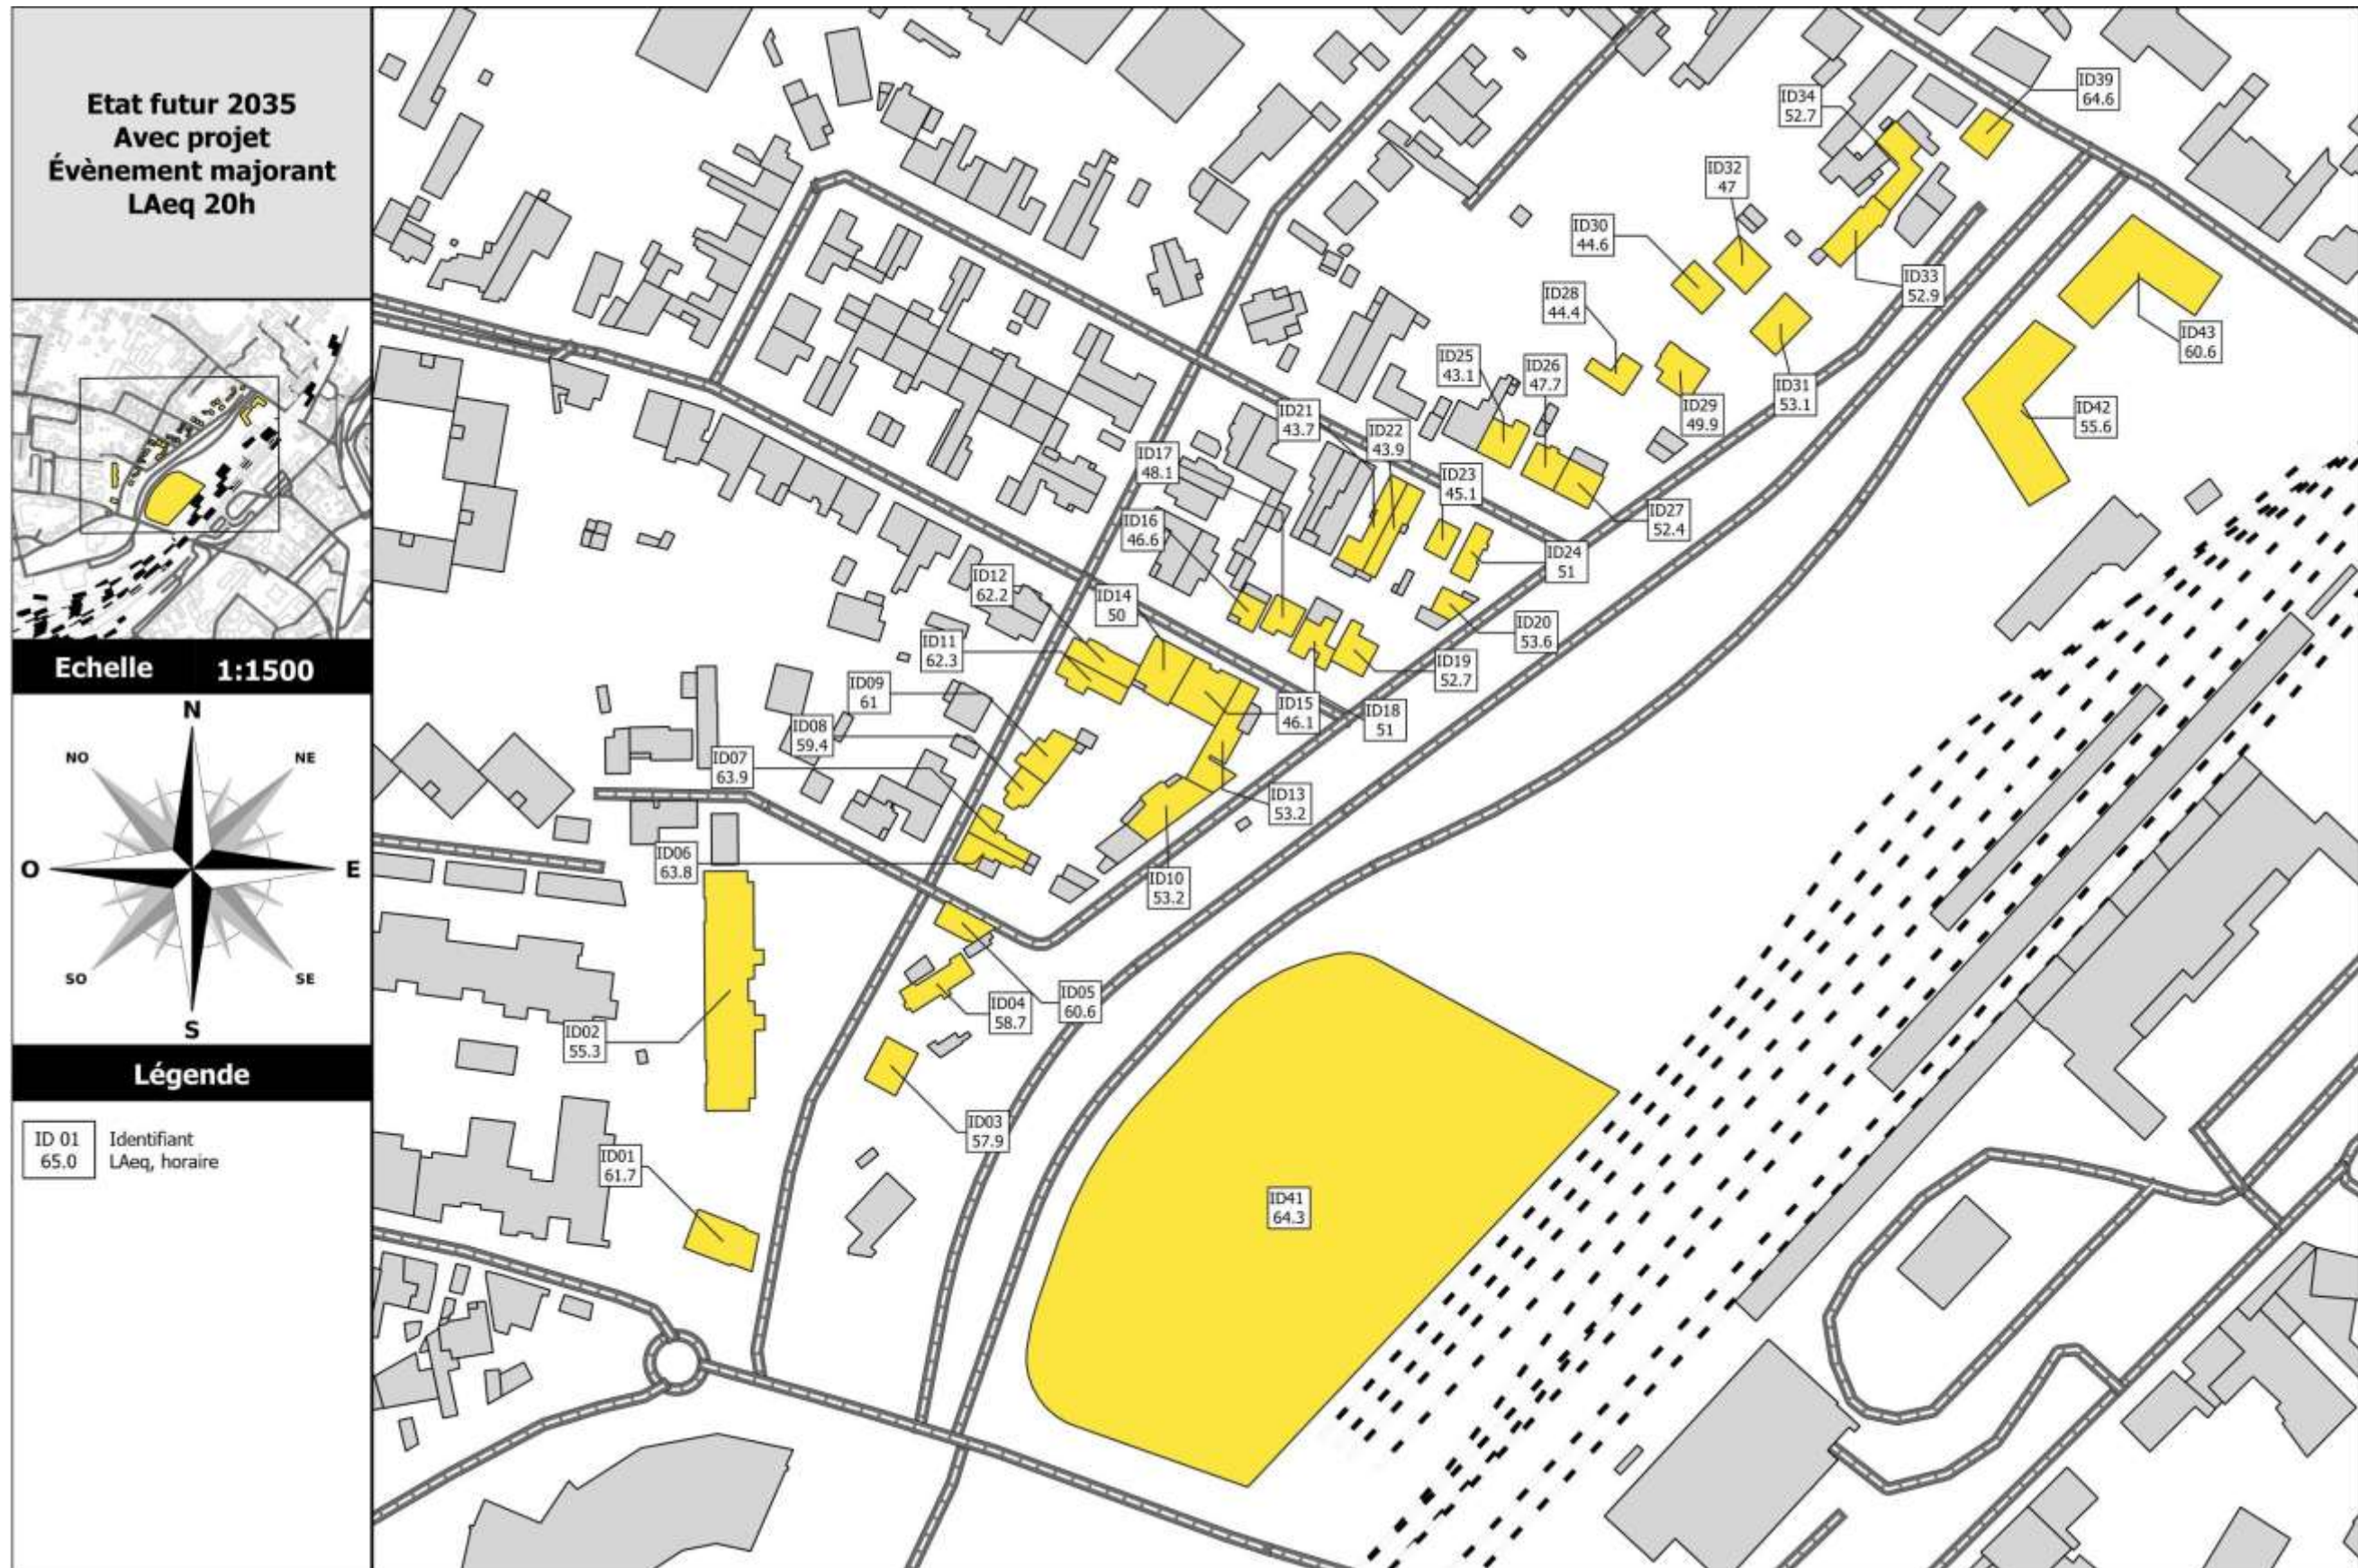 Etat futur 2035
Avec projet
Évènement majorant
LAeq 20h
Echelle 1:1500
N
NO
NE
O
E
SO
SE
S
Légende
ID 01
65.0
Identifiant
LAeq, horaire
ID39
64.6
ID34
52.7
ID32
47
ID30
44.6
ID33
52.9
ID28
44.4
ID43
60.6
ID25
43.1
ID26
47.7
ID31
53.1
ID29
49.9
ID42
55.6
ID21
43.7
ID22
43.9
ID17
48.1
ID23
45.1
ID27
52.4
ID16
46.6
ID24
51
ID12
62.2
ID14
50
ID20
53.6
ID11
62.3
ID19
52.7
ID09
61
ID15
46.1
ID18
51
ID08
59.4
ID07
63.9
ID13
53.2
ID06
63.8
ID10
53.2
ID05
60.6
ID04
58.7
ID02
55.3
ID03
57.9
ID01
61.7
ID41
64.3